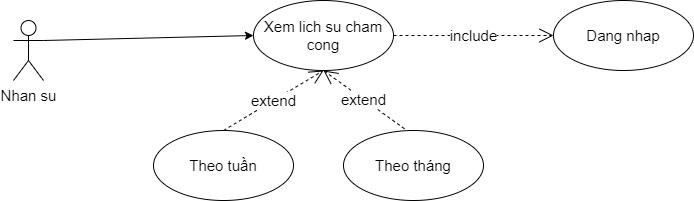 Xem lich su cham
cong
include
Dang nhap
Nhan su
extend
extend
Theo tuần
Theo tháng